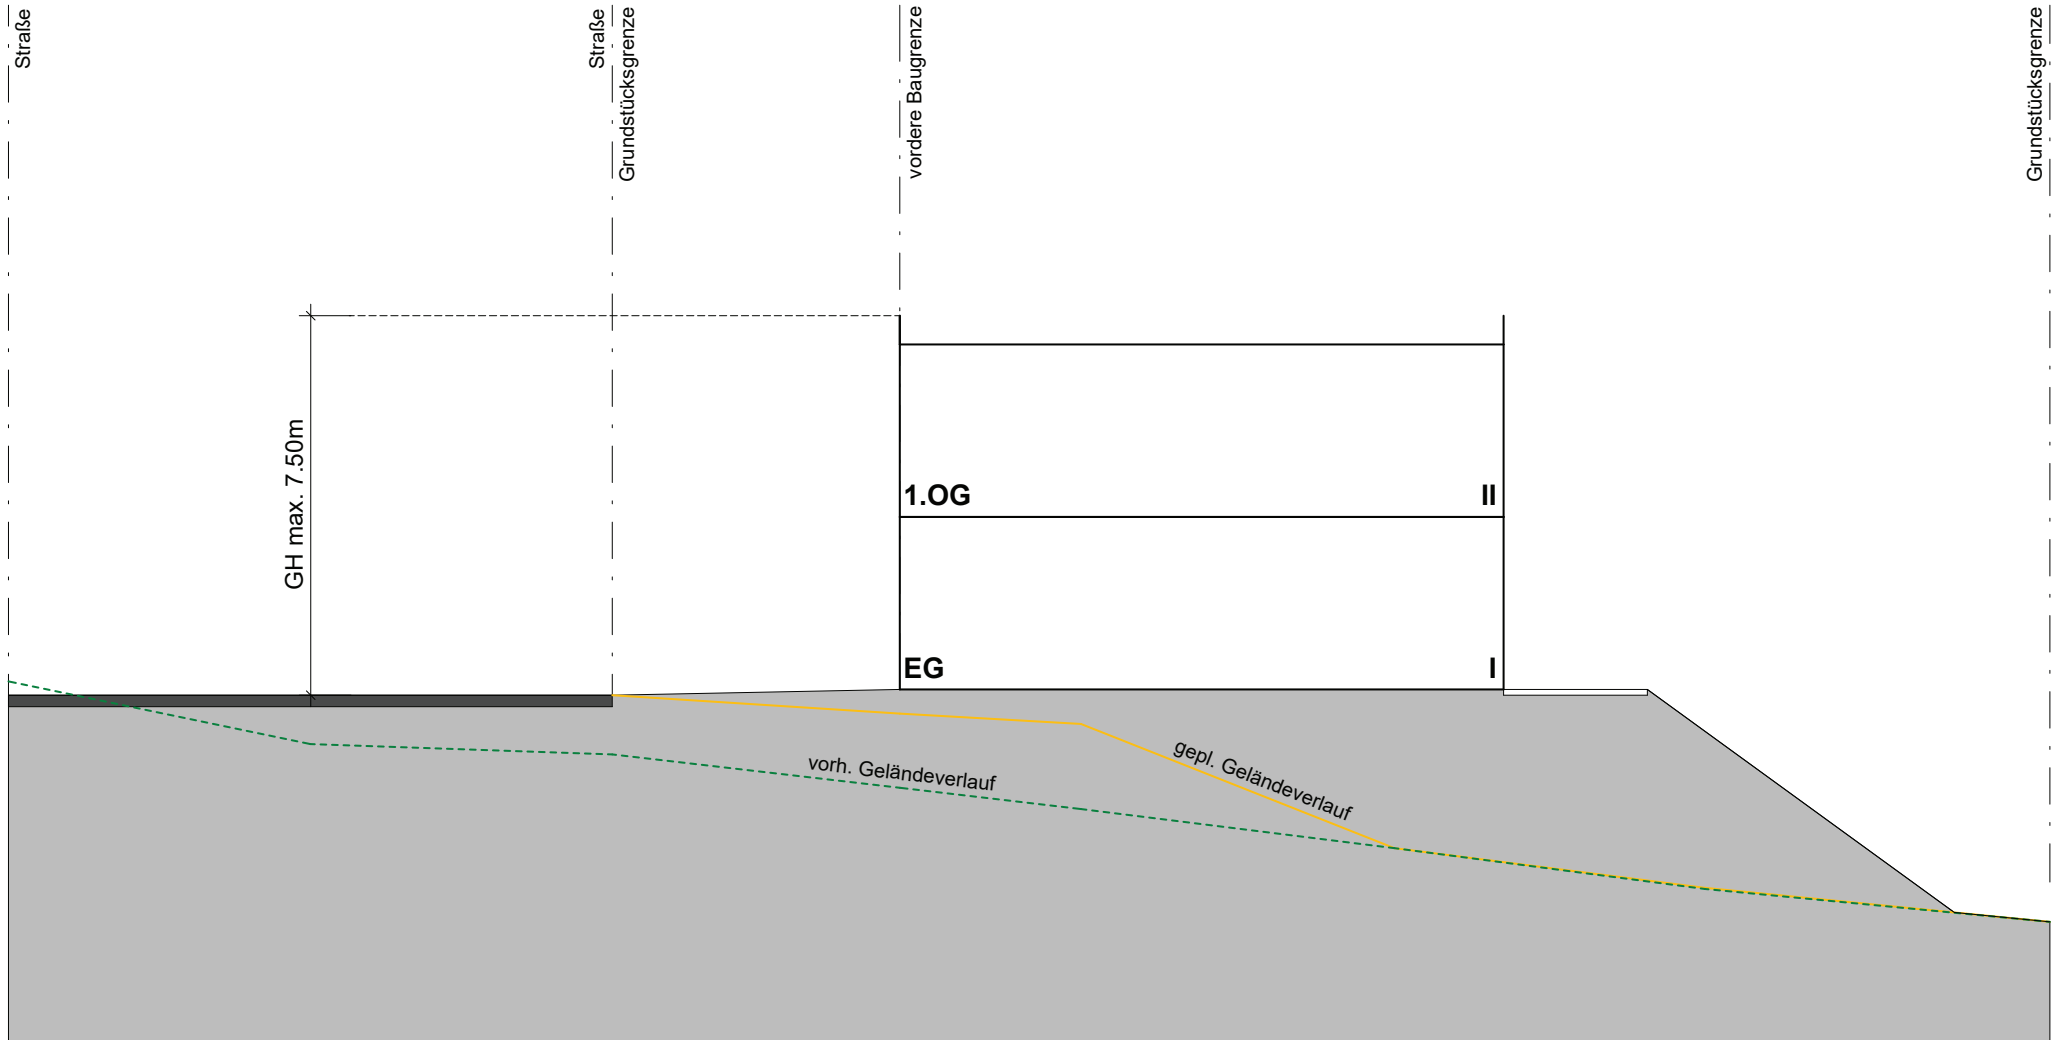 Straße
Straße
Grundstücksgrenze
vordere Baugrenze
Grundstücksgrenze
GH max. 7.50m
1.OG
II
EG
I
vorh. Geländeverlauf
gepl. Geländeverlauf